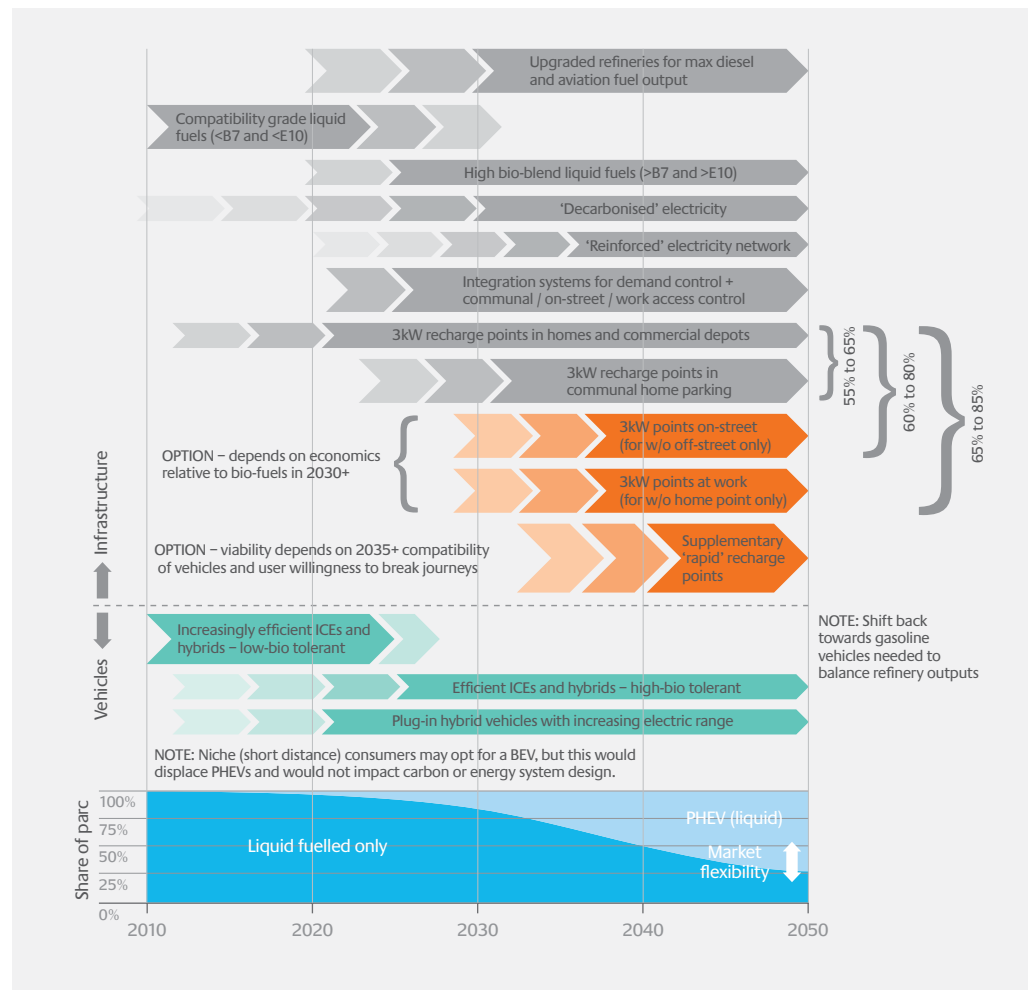 Upgraded refineries for max diesel
and aviation fuel output
Compatibility grade liquid
fuels (<B7 and <E10)
High bio-blend liquid fuels (>B7 and >E10)
‘Decarbonised’ electricity
‘Reinforced’ electricity network
Integration systems for demand control +
communal / on-street / work access control
3kW recharge points in homes and commercial depots
3kW recharge points in
communal home parking
55% to 65%
60% to 80%
65% to 85%
OPTION – depends on economics
relative to bio-fuels in 2030+
3kW points on-street
(for w/o off-street only)
3kW points at work
(for w/o home point only)
OPTION – viability depends on 2035+ compatibility
of vehicles and user willingness to break journeys
Supplementary
‘rapid’ recharge
points
Infrastructure
Vehicles
Increasingly efficient ICEs and
hybrids – low-bio tolerant
NOTE: Shift back
towards gasoline
vehicles needed to
balance refinery outputs
Efficient ICEs and hybrids – high-bio tolerant
Plug-in hybrid vehicles with increasing electric range
NOTE: Niche (short distance) consumers may opt for a BEV, but this would
displace PHEVs and would not impact carbon or energy system design.
Share of parc
100%
75%
50%
25%
0%
Liquid fuelled only
PHEV (liquid)
Market
flexibility
2010
2020
2030
2040
2050